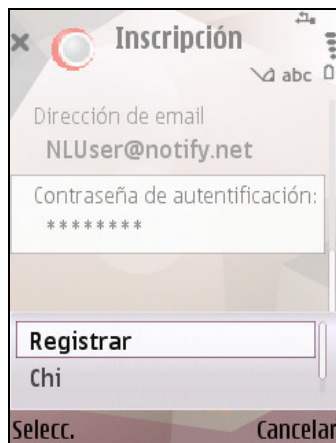 Inscripción
abc
Dirección de email
NLUser@notify.net
Contraseña de autentificación:
********
Registrar
Chi
Selecc. Cancelar